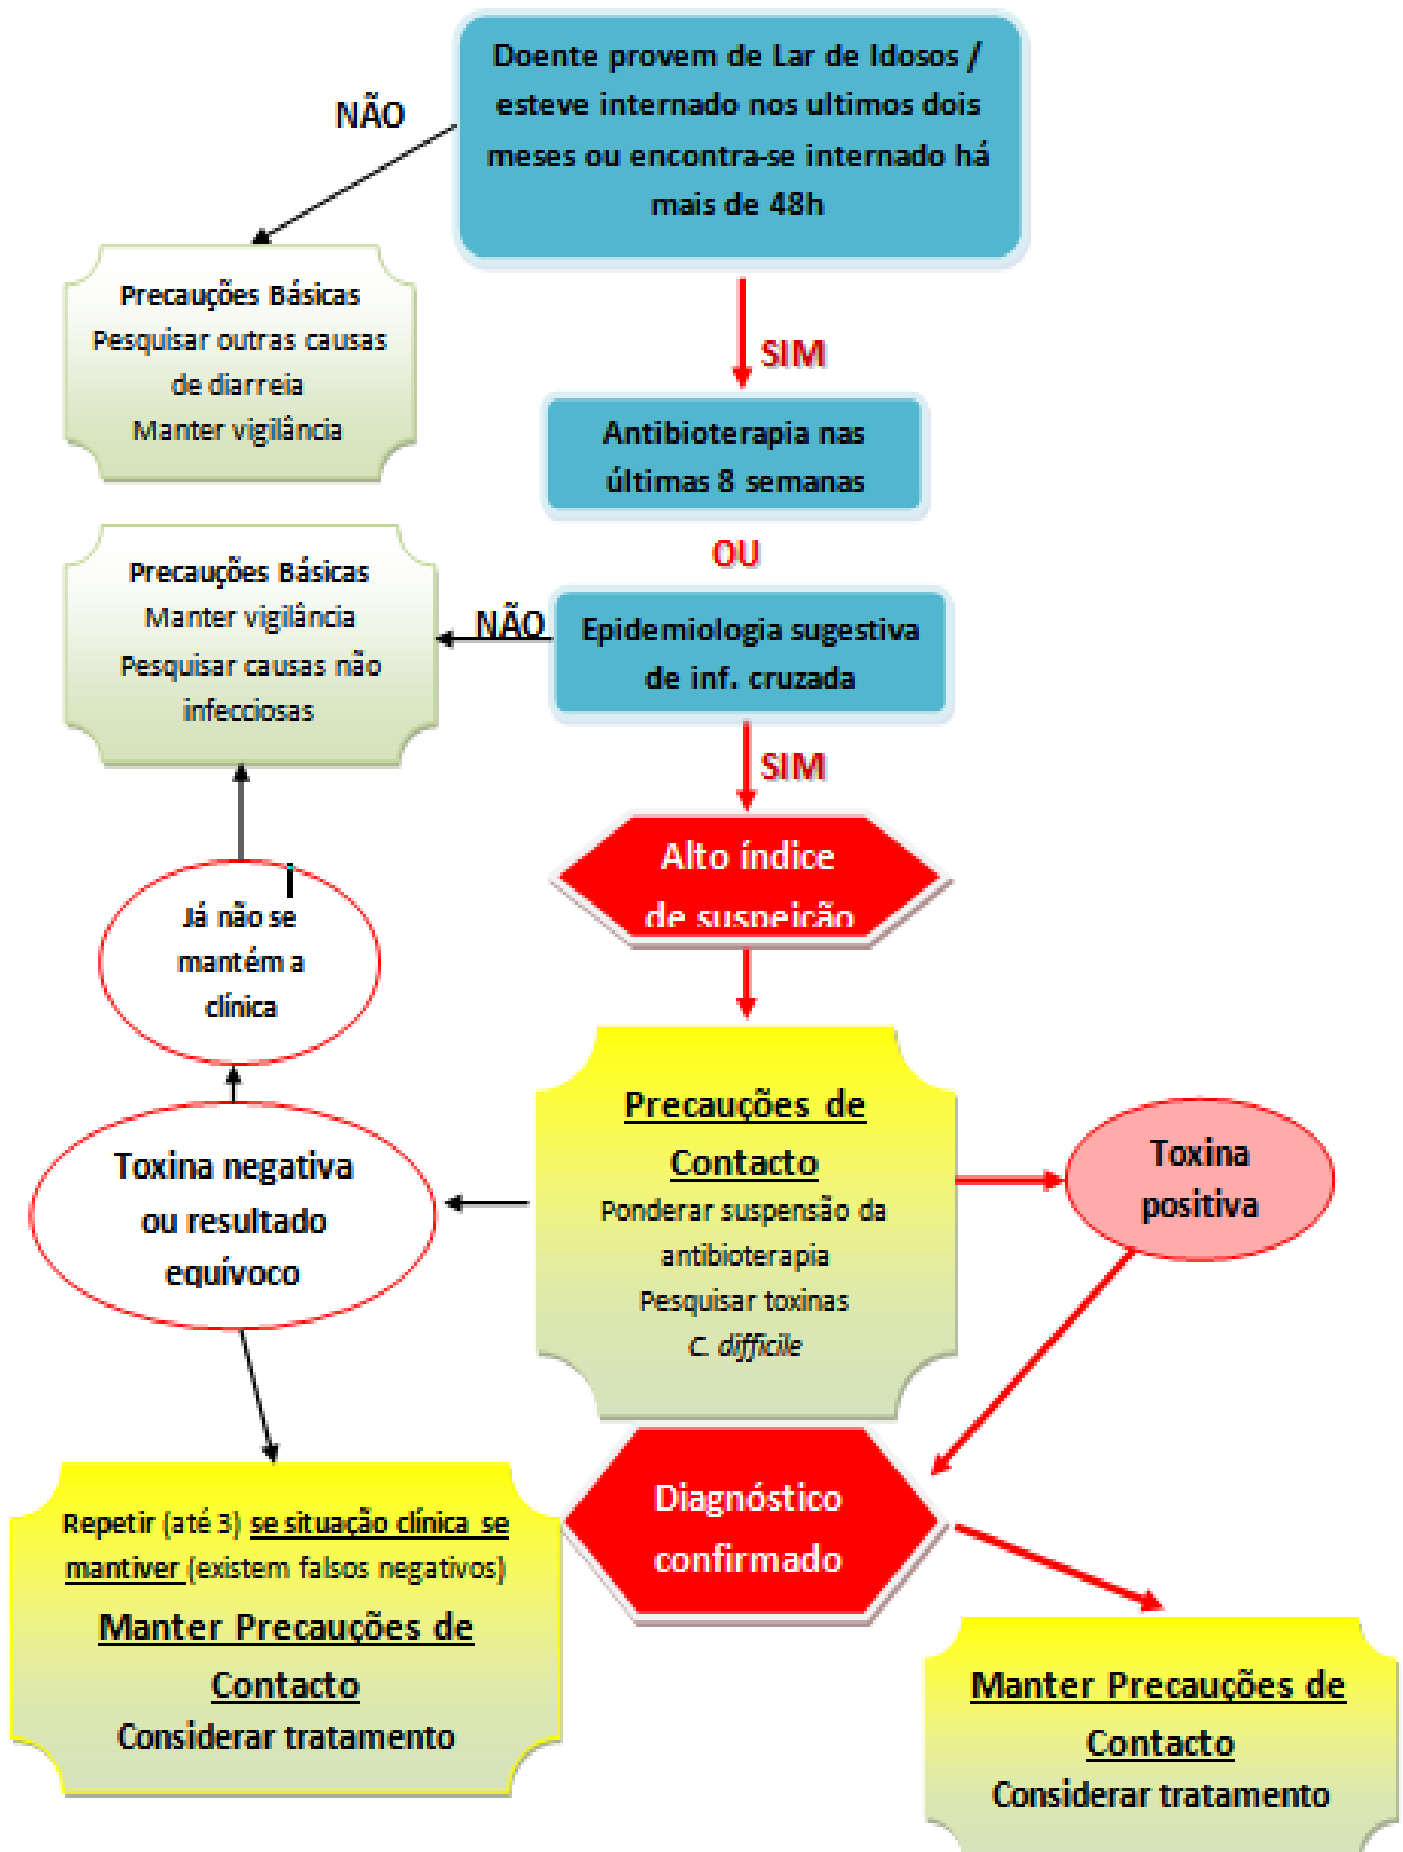 Doente provem de Lar de Idosos /
esteve internado nos ultimos dois
meses ou encontra-se internado há
mais de 48h
NÃO
Precauções Básicas
Pesquisar outras causas
de diarreia
Manter vigilância
SIM
Antibioterapia nas
últimas 8 semanas
OU
Epidemiologia sugestiva
de inf. cruzada
NÃO
Precauções Básicas
Manter vigilância
Pesquisar causas não
infecciosas
SIM
Alto índice
de suspeição
Já não se
mantém a
clínica
Precauções de
Contacto
Ponderar suspensão da
antibioterapia
Pesquisar toxinas
C. difficile
Toxina
positiva
Toxina negativa
ou resultado
equívoco
Diagnóstico
confirmado
Repetir (até 3) se situação clínica se
mantiver (existem falsos negativos)
Manter Precauções de
Contacto
Considerar tratamento
Manter Precauções de
Contacto
Considerar tratamento